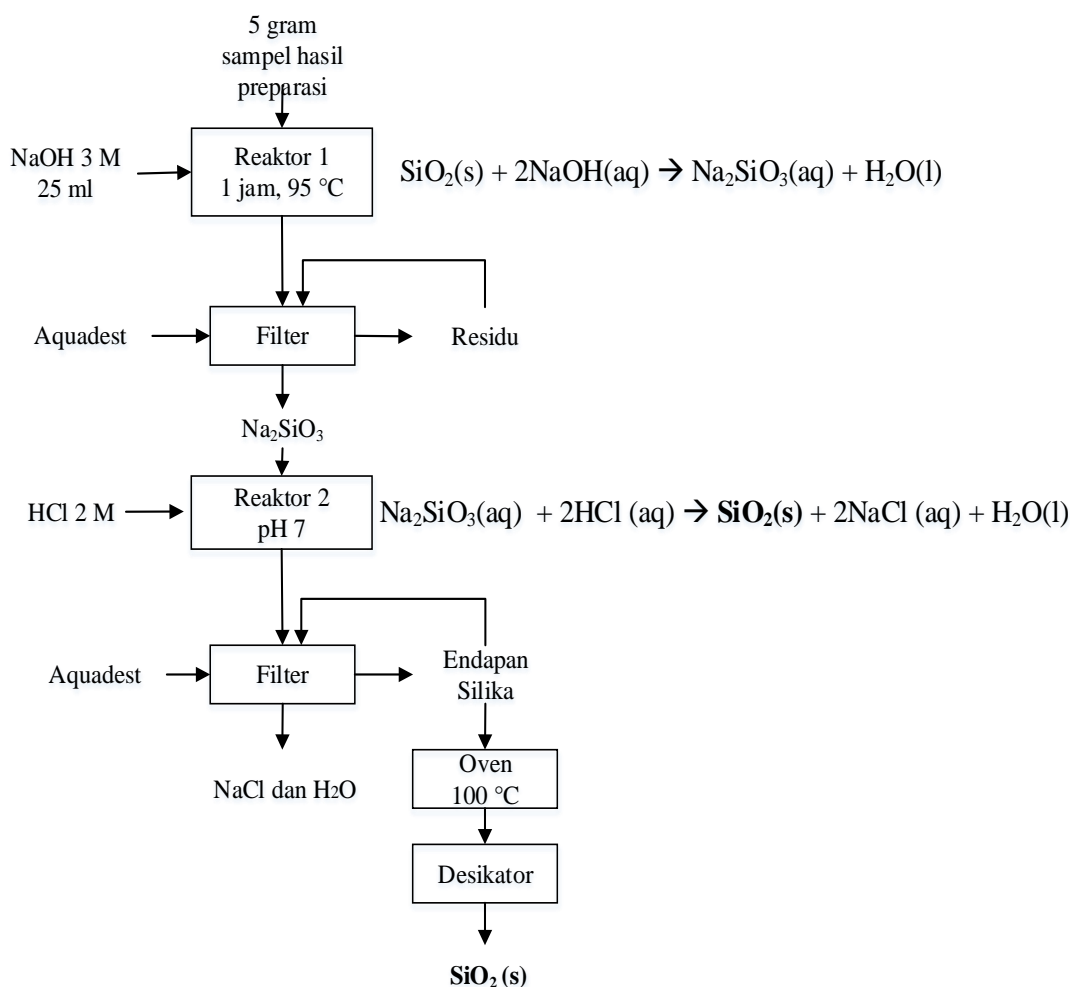 5 gram
sampel hasil
preparasi
NaOH 3 M
25 ml
Reaktor 1
1 jam, 95 °C
SiO₂(s) + 2NaOH(aq) → Na₂SiO₃(aq) + H₂O(l)
Aquadest
Filter
Residu
Na₂SiO₃
HCl 2 M
Reaktor 2
pH 7
Na₂SiO₃(aq) + 2HCl (aq) → SiO₂(s) + 2NaCl (aq) + H₂O(l)
Aquadest
Filter
Endapan
Silika
NaCl dan H2O
Oven
100 °C
Desikator
SiO₂ (s)